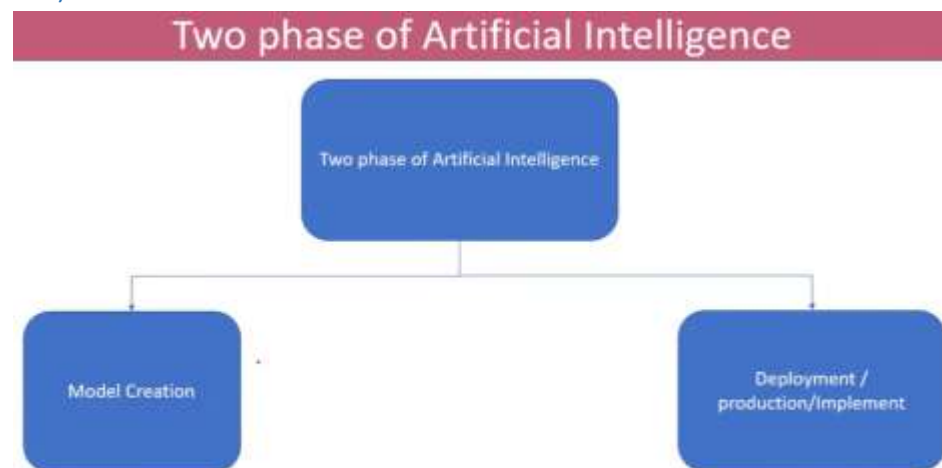 Two phase of Artificial Intelligence
Two phase of Artificial Intelligence
Model Creation
Deployment /
production/Implement